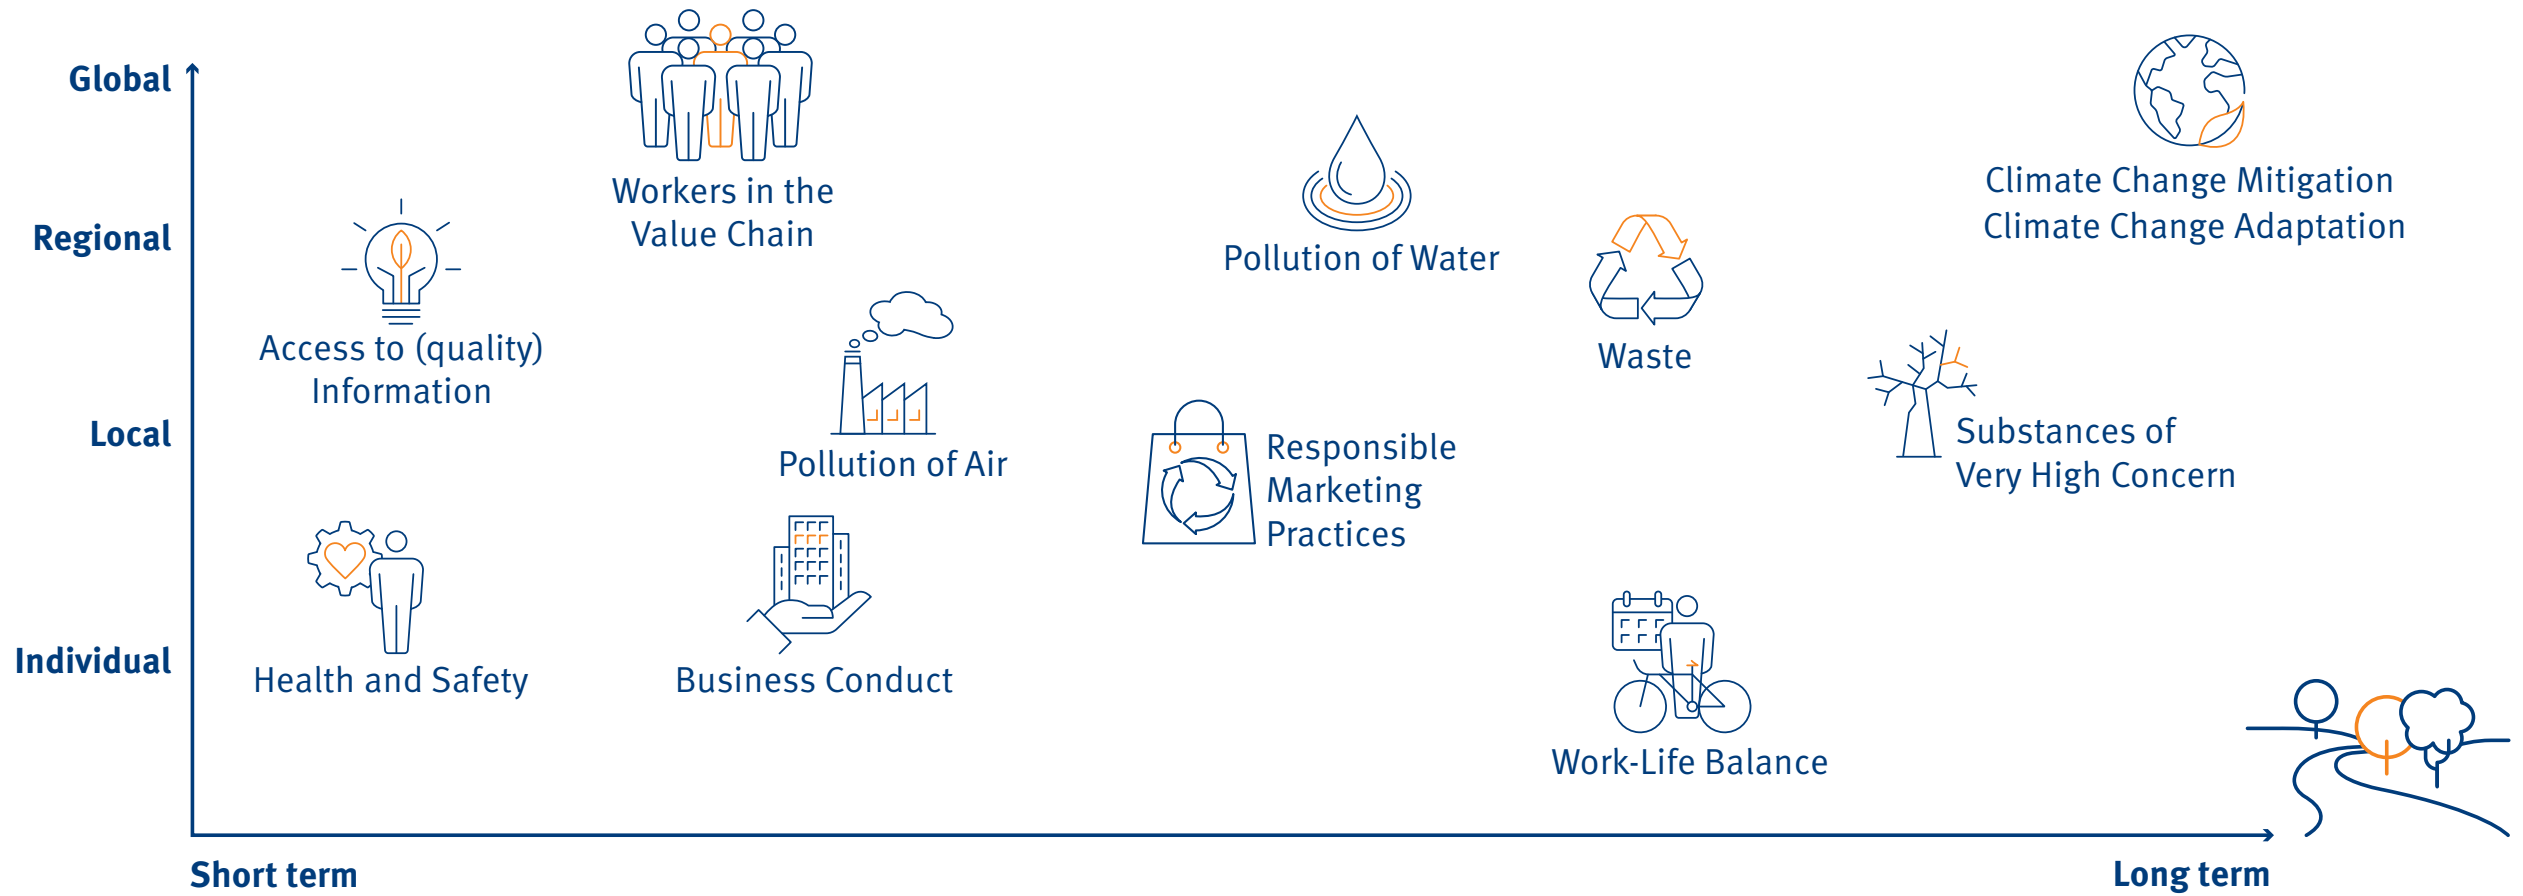 Global
Regional
Local
Individual
Workers in the
Value Chain
Climate Change Mitigation
Climate Change Adaptation
Pollution of Water
Access to (quality)
Information
Waste
Pollution of Air
Responsible
Marketing
Practices
Substances of
Very High Concern
Health and Safety
Business Conduct
Work-Life Balance
Short term
Long term